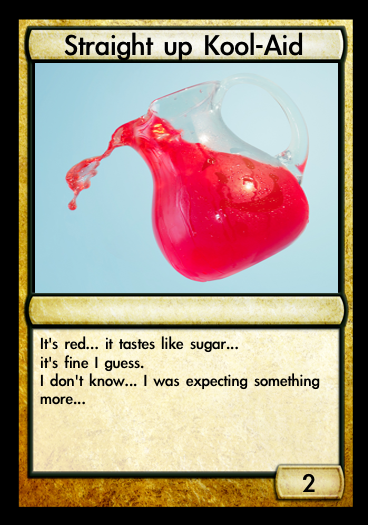 Straight up Kool-Aid
It's red... it tastes like sugar...
it's fine I guess.
I don't know... I was expecting something
more...
2